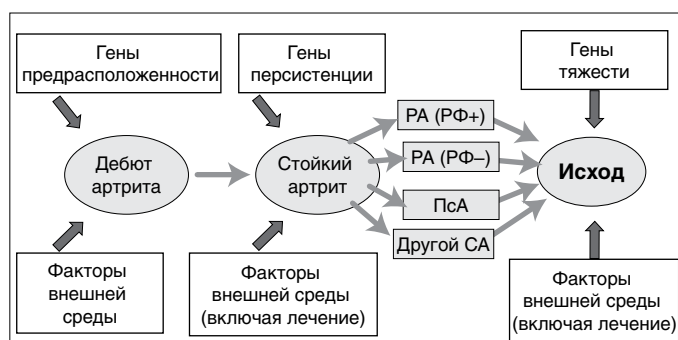 Гены
предрасположенности
Гены
персистенции
Гены
тяжести
Дебют
артрита
Стойкий
артрит
РА (РФ+)
РА (РФ–)
ПсА
Другой СА
Исход
Факторы
внешней
среды
Факторы
внешней среды
(включая лечение)
Факторы
внешней среды
(включая лечение)